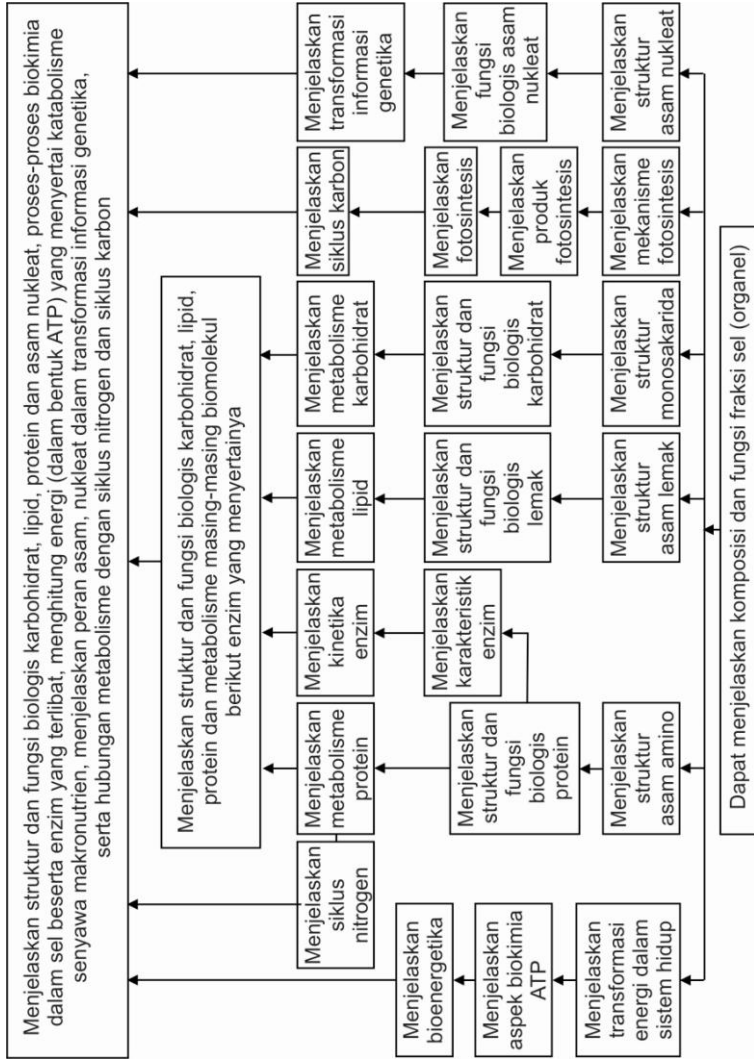 Menjelaskan struktur dan fungsi biologis karbohidrat, lipid, protein dan asam nukleat, proses-proses biokimia
dalam sel beserta enzim yang terlibat, menghitung energi (dalam bentuk ATP) yang menyertai katabolisme
senyawa makronutrien, menjelaskan peran asam, nukleat dalam transformasi informasi genetika,
serta hubungan metabolisme dengan siklus nitrogen dan siklus karbon
Menjelaskan struktur dan fungsi biologis karbohidrat, lipid,
protein dan metabolisme masing-masing biomolekul
berikut enzim yang menyertainya
Menjelaskan
siklus
nitrogen
Menjelaskan
metabolisme
protein
Menjelaskan
kinetika
enzim
Menjelaskan
metabolisme
lipid
Menjelaskan
metabolisme
karbohidrat
Menjelaskan
siklus karbon
Menjelaskan
transformasi
informasi
genetika
Menjelaskan
bioenergetika
Menjelaskan
aspek biokimia
ATP
Menjelaskan
struktur dan
fungsi
biologis
protein
Menjelaskan
karakteristik
enzim
Menjelaskan
struktur dan
fungsi
biologis
lemak
Menjelaskan
struktur dan
fungsi
biologis
karbohidrat
Menjelaskan
fotosintesis
Menjelaskan
produk
fotosintesis
Menjelaskan
fungsi
biologis asam
nukleat
Menjelaskan
transformasi
energi dalam
sistem hidup
Menjelaskan
struktur
asam amino
Menjelaskan
struktur
asam lemak
Menjelaskan
struktur
monosakarida
Menjelaskan
mekanisme
fotosintesis
Menjelaskan
struktur
asam nukleat
Dapat menjelaskan komposisi dan fungsi fraksi sel (organel)